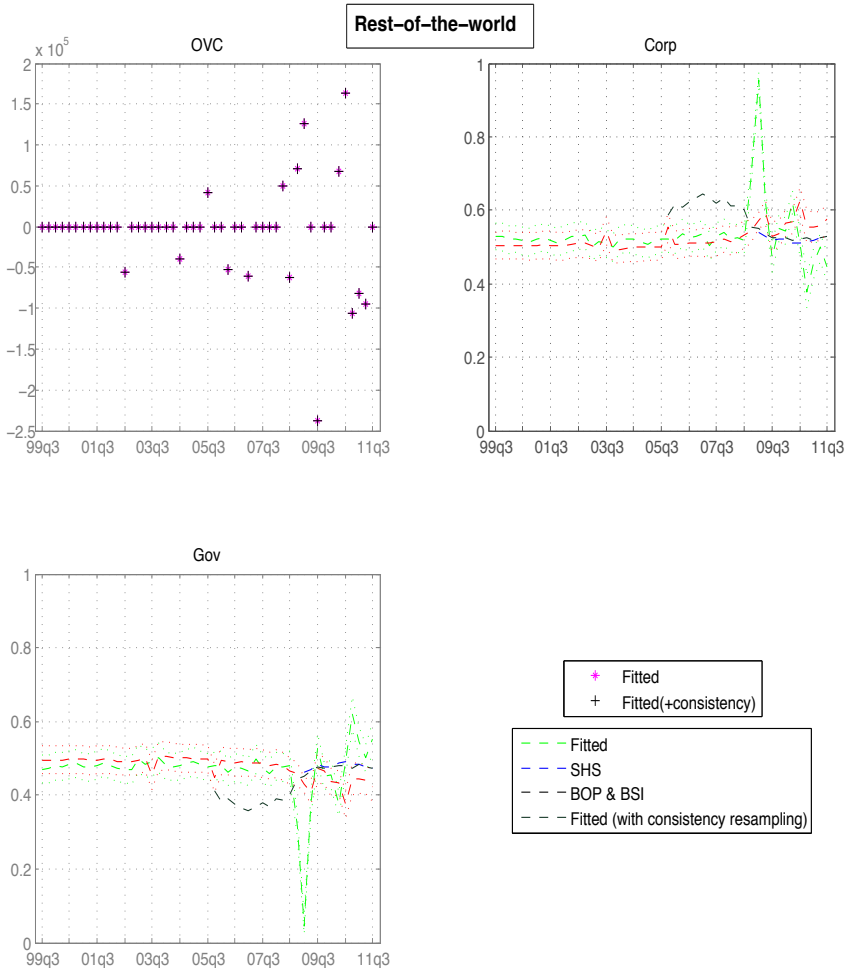 Rest-of-the-world
OVC
x 10^5
2
1.5
1
0.5
0
-0.5
-1
-1.5
-2
-2.5
99q3 01q3 03q3 05q3 07q3 09q3 11q3
Corp
1
0.8
0.6
0.4
0.2
0
99q3 01q3 03q3 05q3 07q3 09q3 11q3
Gov
1
0.8
0.6
0.4
0.2
0
99q3 01q3 03q3 05q3 07q3 09q3 11q3
Fitted
Fitted(+consistency)
Fitted
SHS
BOP & BSI
Fitted (with consistency resampling)